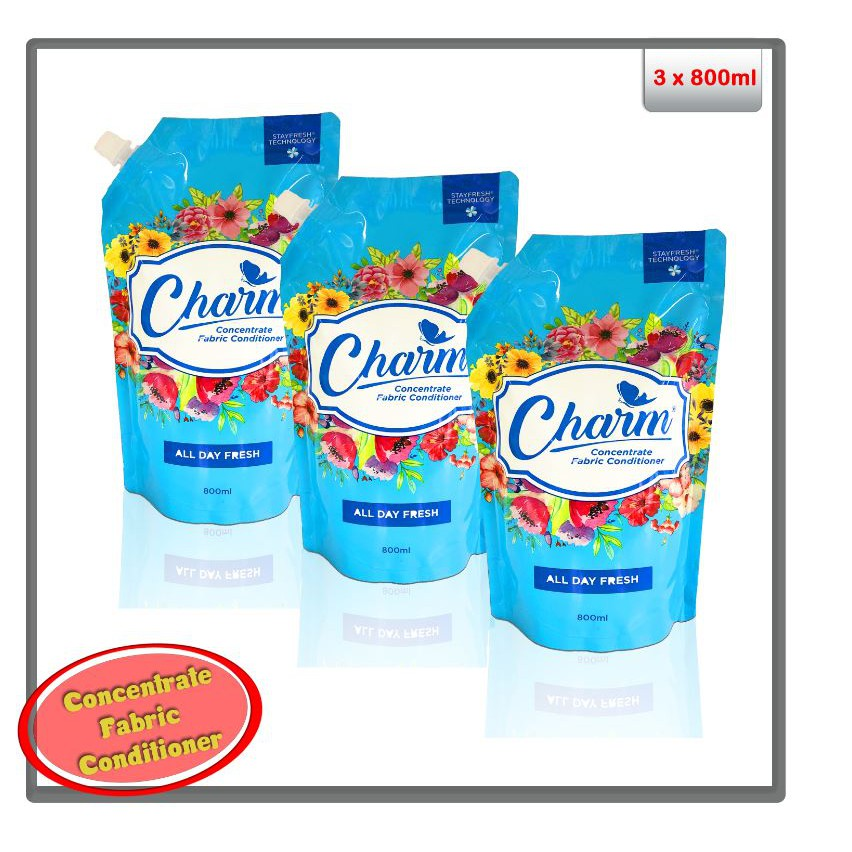 3 x 800ml
STAYFRESH®
TECHNOLOGY
Charm
Concentrate
Fabric Conditioner
ALL DAY FRESH
800ml
STAYFRESH®
TECHNOLOGY
Charm
Concentrate
Fabric Conditioner
ALL DAY FRESH
800ml
STAYFRESH®
TECHNOLOGY
Charm®
Concentrate
Fabric Conditioner
ALL DAY FRESH
800ml
Concentrate
Fabric
Conditioner